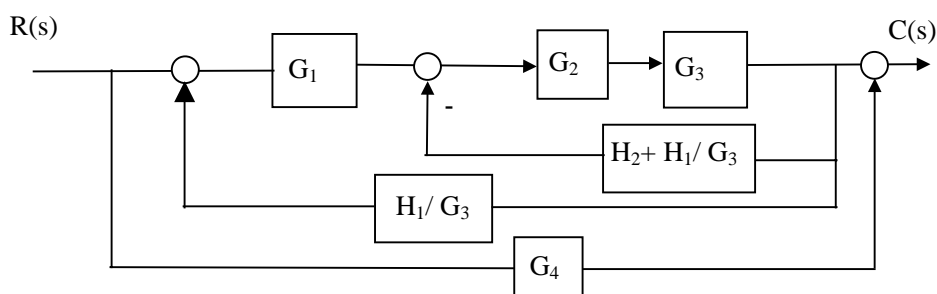 R(s)
C(s)
G₁
G₂
G₃
-
H₂+ H₁/ G₃
H₁/ G₃
G₄